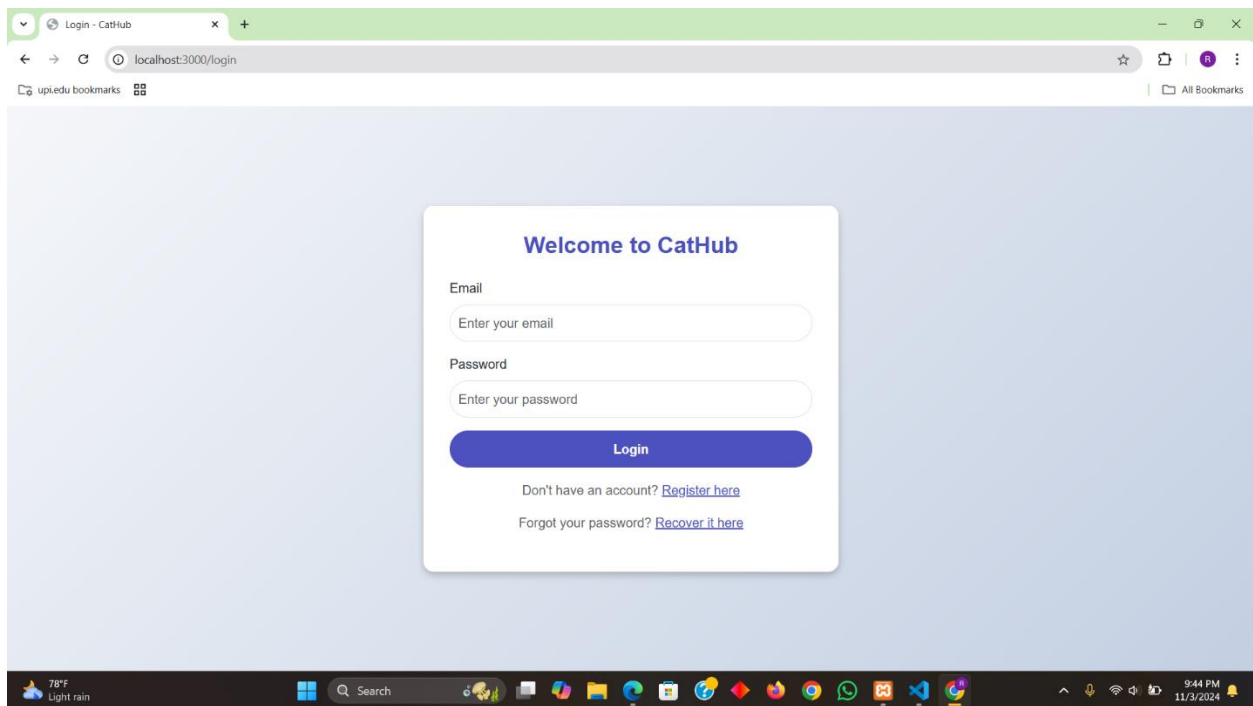 Login - CatHub
localhost:3000/login
R
upi.edu bookmarks
All Bookmarks
Welcome to CatHub
Email
Enter your email
Password
Enter your password
Login
Don't have an account? Register here
Forgot your password? Recover it here
78°F
Light rain
Search
9:44 PM
11/3/2024